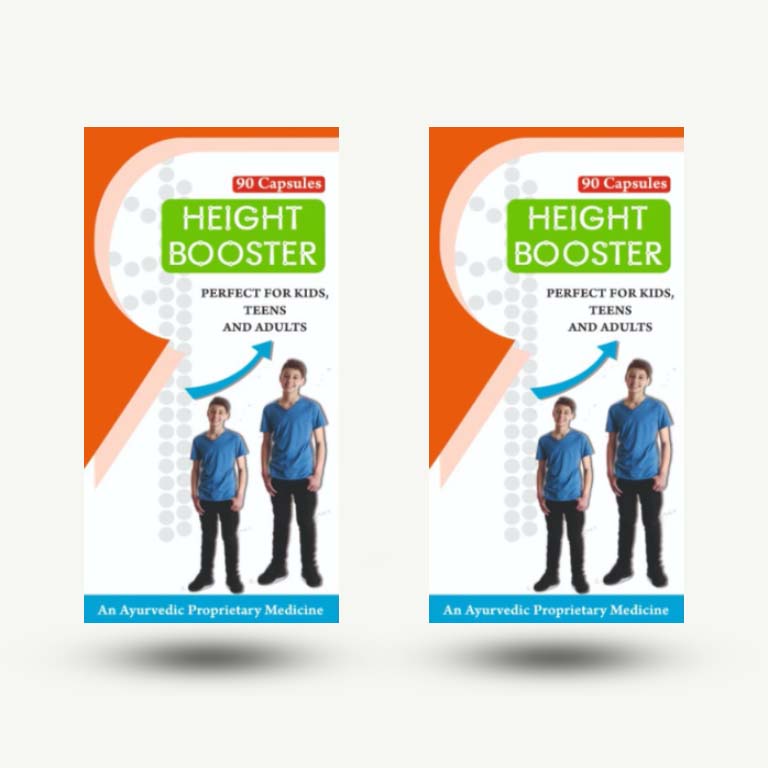 90 Capsules
HEIGHT
BOOSTER
PERFECT FOR KIDS,
TEENS
AND ADULTS
An Ayurvedic Proprietary Medicine
90 Capsules
HEIGHT
BOOSTER
PERFECT FOR KIDS,
TEENS
AND ADULTS
An Ayurvedic Proprietary Medicine